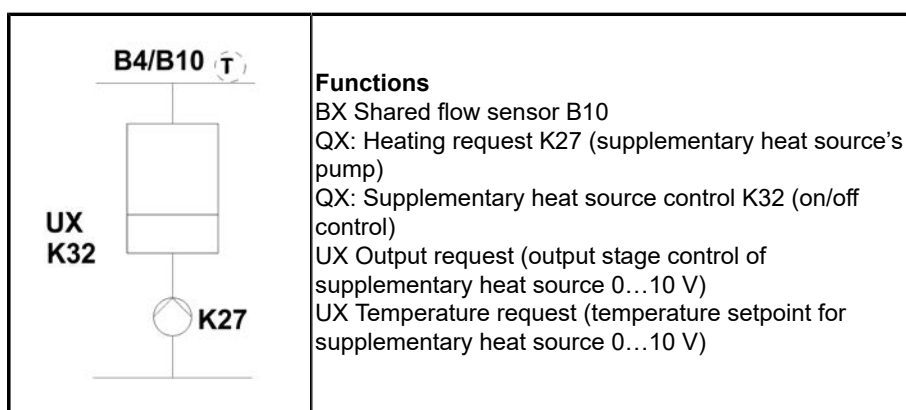 B4/B10 T
UX
K32
K27
Functions
BX Shared flow sensor B10
QX: Heating request K27 (supplementary heat source's
pump)
QX: Supplementary heat source control K32 (on/off
control)
UX Output request (output stage control of
supplementary heat source 0…10 V)
UX Temperature request (temperature setpoint for
supplementary heat source 0…10 V)